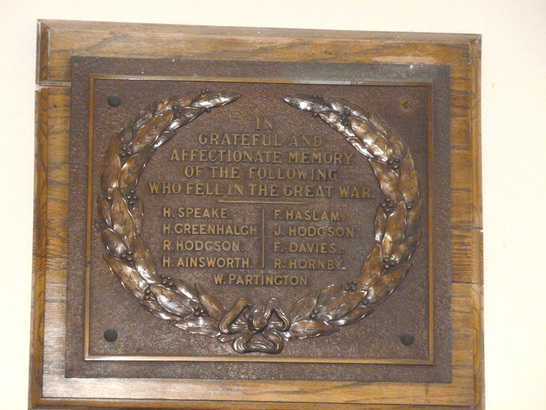 IN
GRATEFUL AND
AFFECTIONATE MEMORY
OF THE FOLLOWING
WHO FELL IN THE GREAT WAR.
H. SPEAKE.
H. GREENHALGH
R. HODGSON.
H. AINSWORTH.
F. HASLAM.
J. HODGSON
E. DAVIES.
R. HORNBY.
W. PARTINGTON